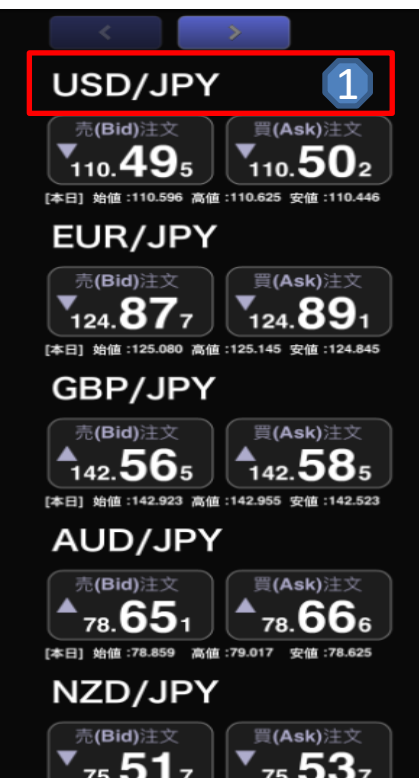 < >
USD/JPY 1
売(Bid)注文 買(Ask)注文
▼110.495 ▼110.502
[本日] 始値 :110.596 高値 :110.625 安値 :110.446
EUR/JPY
売(Bid)注文 買(Ask)注文
▼124.877 ▼124.891
[本日] 始値 :125.080 高値 :125.145 安値 :124.845
GBP/JPY
売(Bid)注文 買(Ask)注文
▲142.565 ▲142.585
[本日] 始値 :142.923 高値 :142.955 安値 :142.523
AUD/JPY
売(Bid)注文 買(Ask)注文
▲78.651 ▲78.666
[本日] 始値 :78.859 高値 :79.017 安値 :78.625
NZD/JPY
売(Bid)注文 買(Ask)注文
▼75.517 ▼75.537